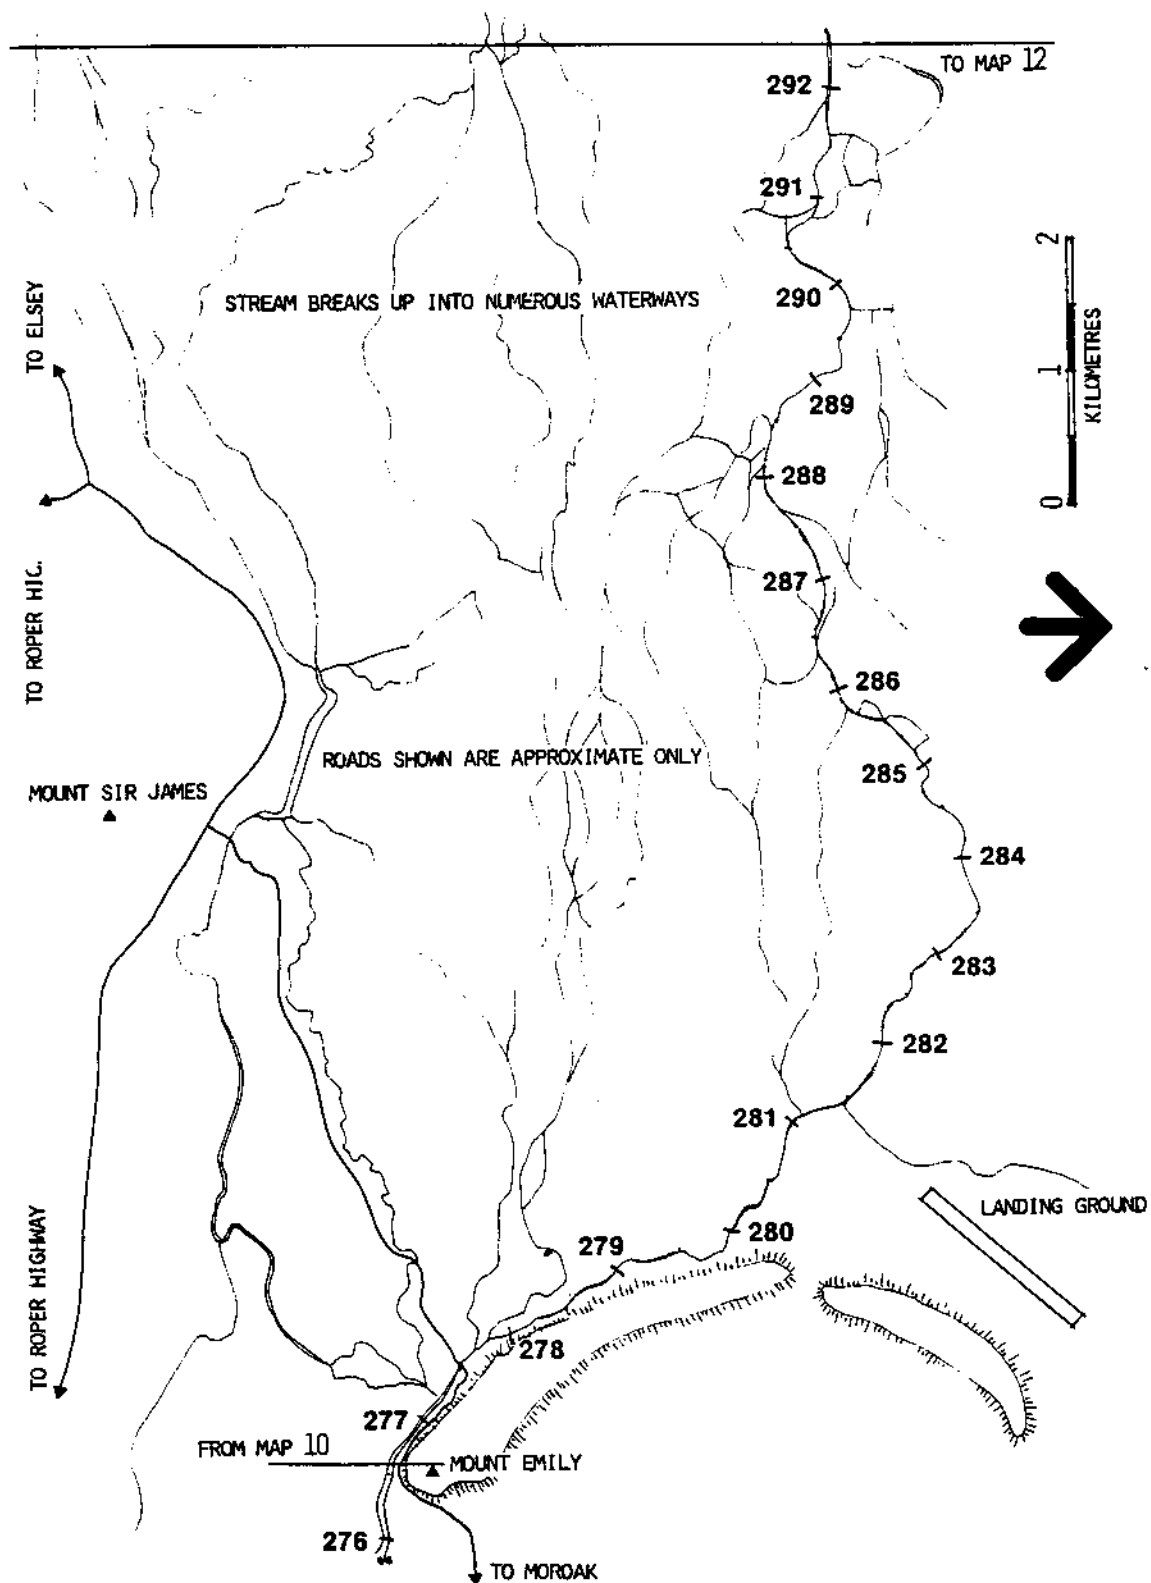 TO MAP 12
292
291
2
290
STREAM BREAKS UP INTO NUMEROUS WATERWAYS
TO ELSEY
1
KILOMETRES
289
288
0
287
TO ROPER HIC.
286
ROADS SHOWN ARE APPROXIMATE ONLY
285
MOUNT SIR JAMES
284
283
282
281
LANDING GROUND
280
279
TO ROPER HIGHWAY
278
277
FROM MAP 10
MOUNT EMILY
276
TO MOROAK